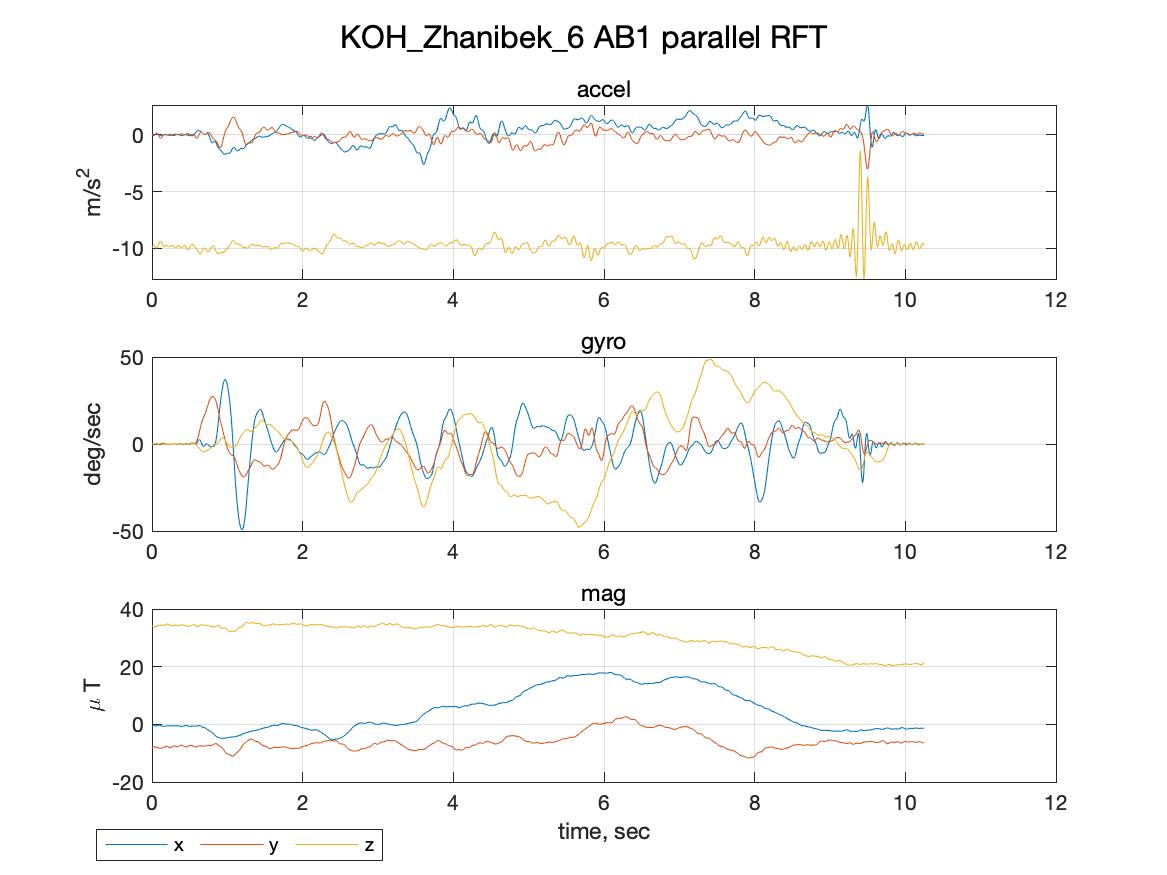 KOH_Zhanibek_6 AB1 parallel RFT
accel
0
-5
-10
m/s2
0 2 4 6 8 10 12
gyro
50
0
-50
deg/sec
0 2 4 6 8 10 12
mag
40
20
0
-20
μ T
0 2 4 6 8 10 12
time, sec
x y z